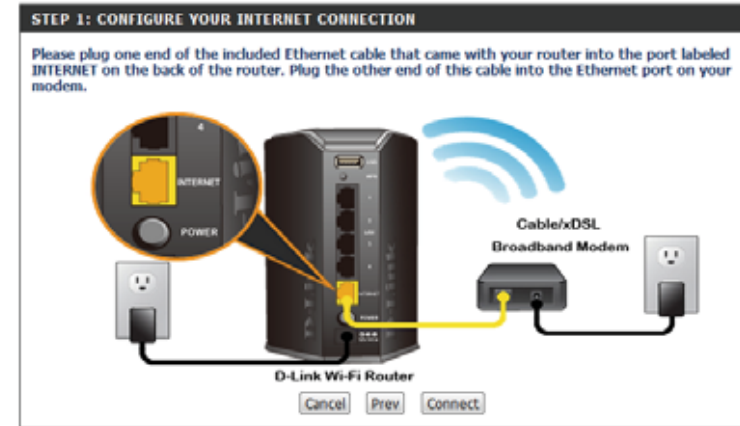 STEP 1: CONFIGURE YOUR INTERNET CONNECTION
Please plug one end of the included Ethernet cable that came with your router into the port labeled
INTERNET on the back of the router. Plug the other end of this cable into the Ethernet port on your
modem.
4
INTERNET
POWER
Cable/xDSL
Broadband Modem
INTERNET
POWER
D-Link Wi-Fi Router
Cancel
Prev
Connect